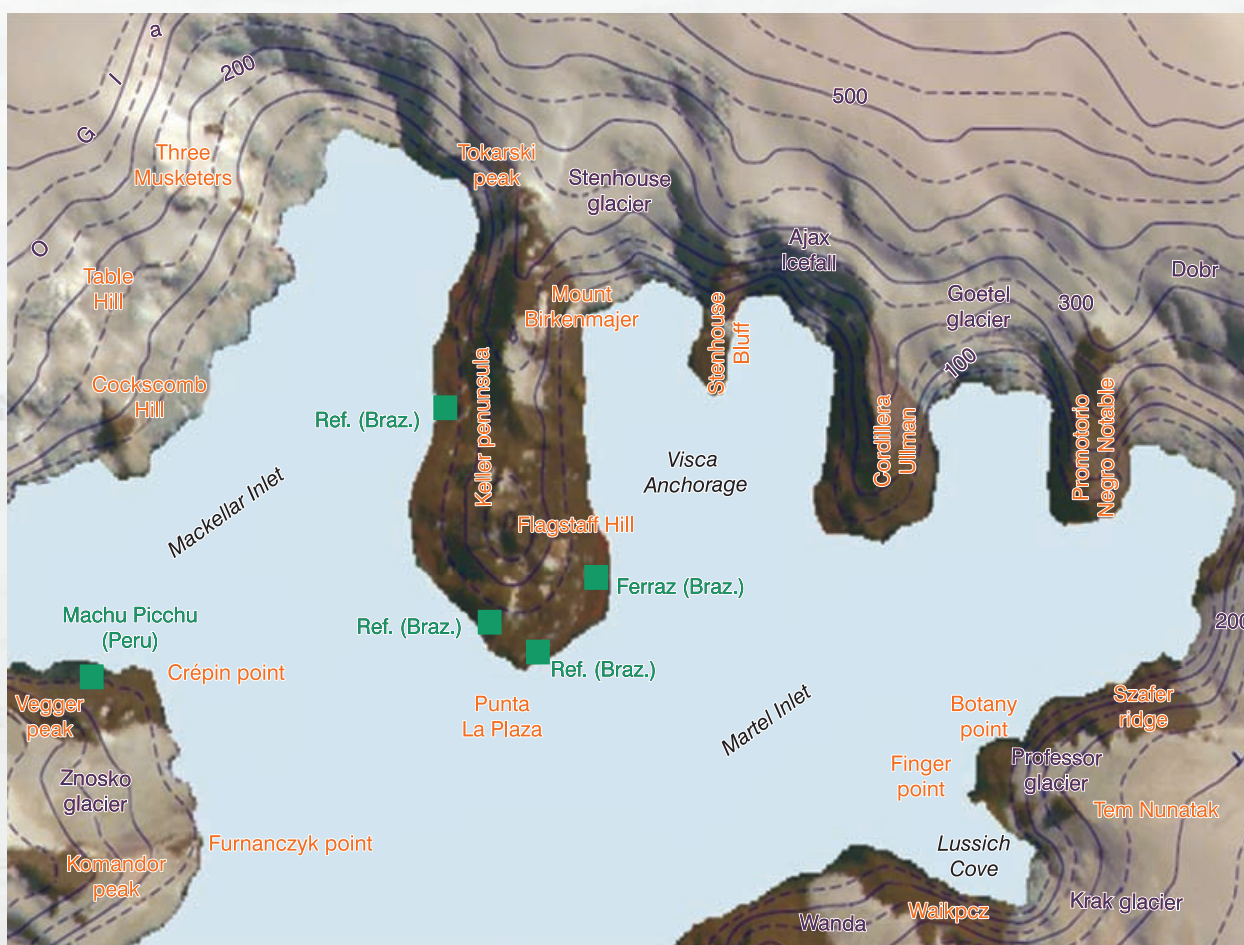 a
l
G
O
200
500
Three
Musketers
Tokarski
peak
Stenhouse
glacier
Ajax
Icefall
Dobr
Table
Hill
Mount
Birkenmajer
Goetel
glacier
300
100
Stenhouse
Bluff
Cockscomb
Hill
Ref. (Braz.)
Keller penunsula
Cordillera
Ullman
Promotorio
Negro Notable
Visca
Anchorage
Mackellar Inlet
Flagstaff Hill
Ferraz (Braz.)
Machu Picchu
(Peru)
Ref. (Braz.)
Ref. (Braz.)
200
Crépin point
Vegger
peak
Punta
La Plaza
Martel Inlet
Botany
point
Szafer
ridge
Finger
point
Professor
glacier
Znosko
glacier
Tem Nunatak
Furnanczyk point
Lussich
Cove
Komandor
peak
Krak glacier
Waikpcz
Wanda